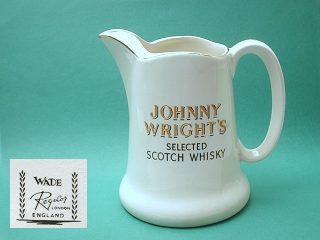 JOHNNY
WRIGHT'S
SELECTED
SCOTCH WHISKY
WADE
Regicor
LONDON
ENGLAND